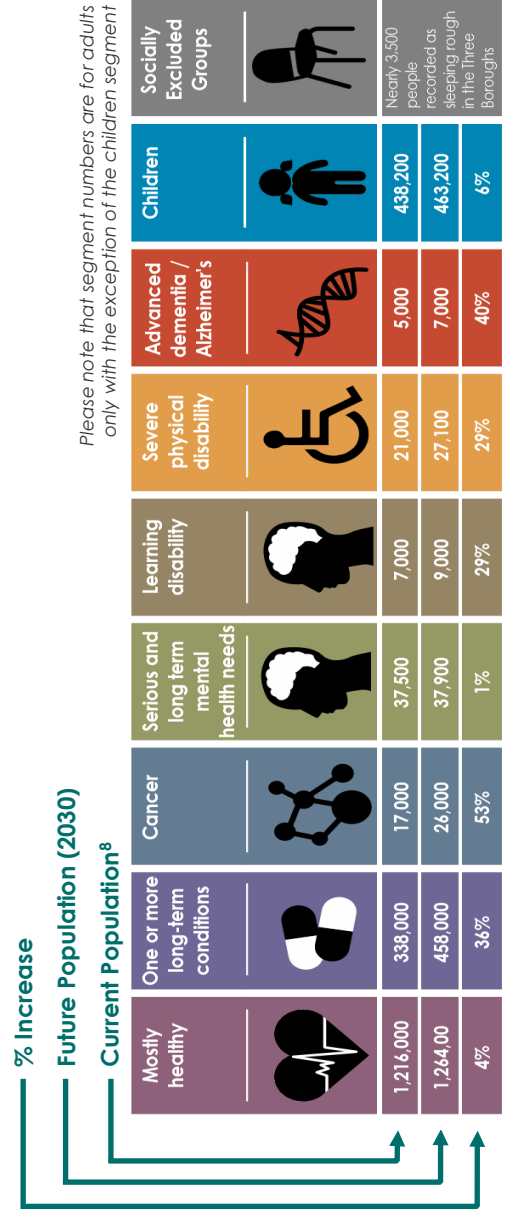 % Increase
Future Population (2030)
Current Population8
Please note that segment numbers are for adults
only with the exception of the children segment
Mostly
healthy
1,216,000
1,264,00
4%
One or more
long-term
conditions
338,000
458,000
36%
Cancer
17,000
26,000
53%
Serious and
long term
mental
health needs
37,500
37,900
1%
Learning
disability
7,000
9,000
29%
Severe
physical
disability
21,000
27,100
29%
Advanced
dementia /
Alzheimer's
5,000
7,000
40%
Children
438,200
463,200
6%
Socially
Excluded
Groups
Nearly 3,500
people
recorded as
sleeping rough
in the Three
Boroughs